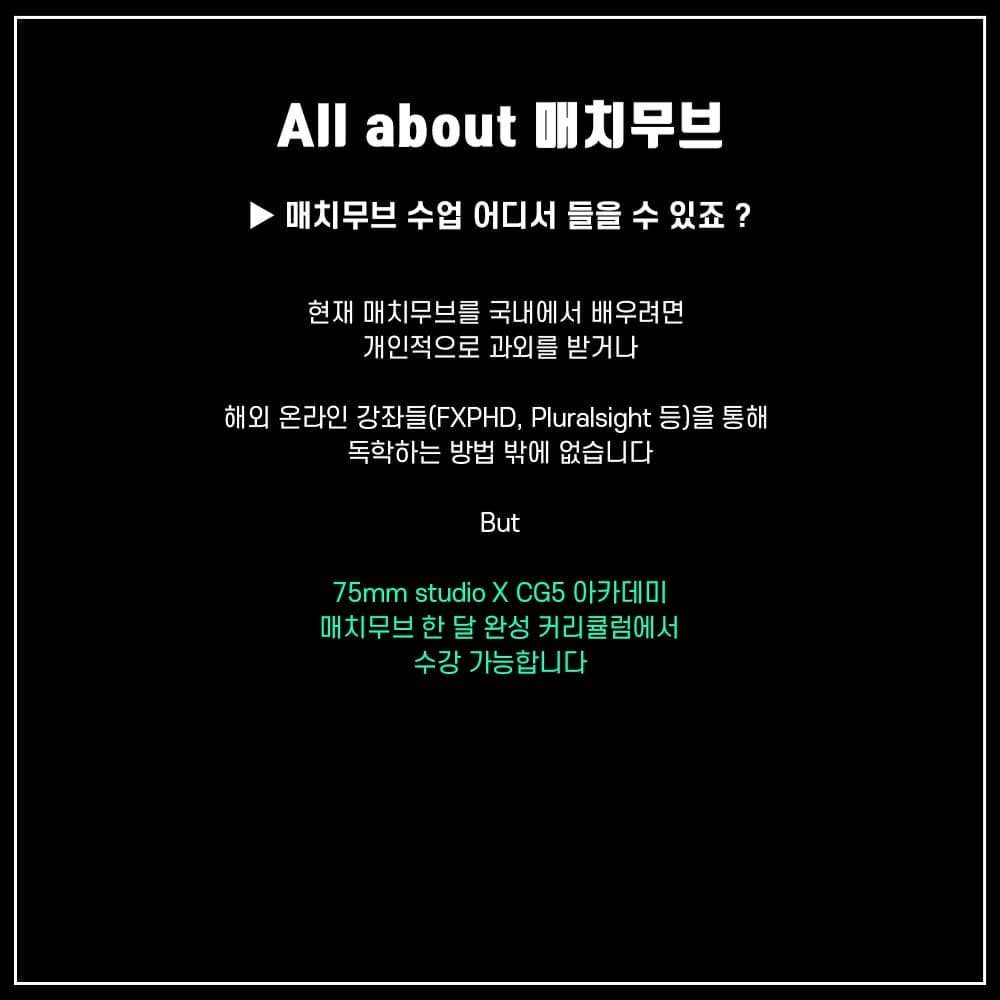 All about 매치무브
▶ 매치무브 수업 어디서 들을 수 있죠 ?
현재 매치무브를 국내에서 배우려면
개인적으로 과외를 받거나
해외 온라인 강좌들(FXPHD, Pluralsight 등)을 통해
독학하는 방법 밖에 없습니다
But
75mm studio X CG5 아카데미
매치무브 한 달 완성 커리큘럼에서
수강 가능합니다